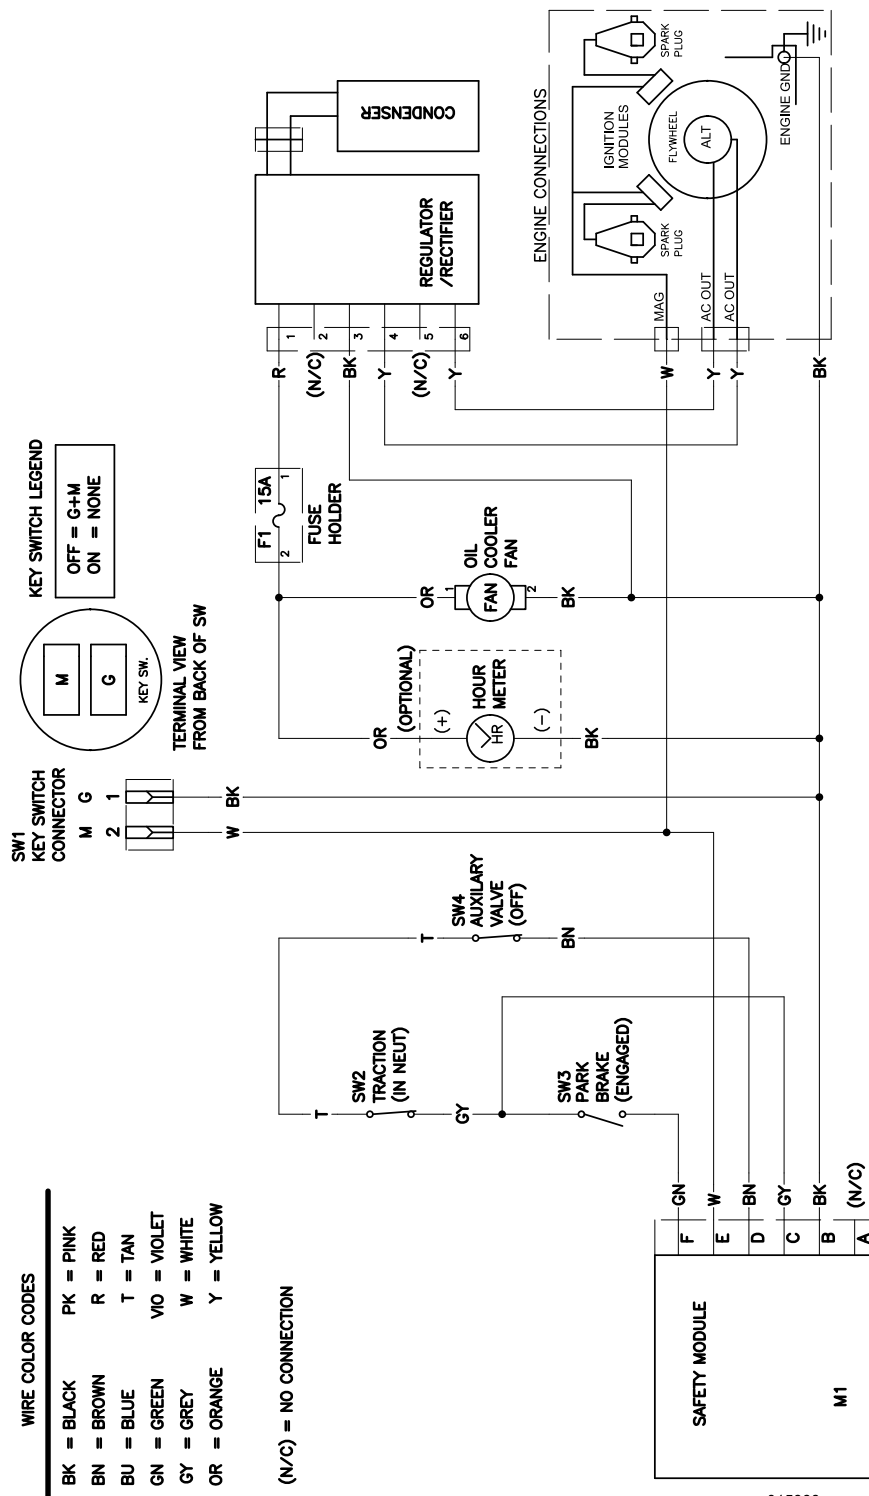 WIRE COLOR CODES
BK = BLACK PK = PINK
BN = BROWN R = RED
BU = BLUE T = TAN
GN = GREEN VIO = VIOLET
GY = GREY W = WHITE
OR = ORANGE Y = YELLOW
(N/C) = NO CONNECTION
SW1
KEY SWITCH
CONNECTOR
M G
2 1
W
BK
M
G
KEY SW.
TERMINAL VIEW
FROM BACK OF SW
KEY SWITCH LEGEND
OFF = G+M
ON = NONE
CONDENSER
REGULATOR
/RECTIFIER
1
2
3
4
5
6
R
(N/C)
BK
Y
(N/C)
Y
F1 15A
2 1
FUSE
HOLDER
OR
1
FAN
2
OIL
COOLER
FAN
BK
OR
(OPTIONAL)
(+)
HR
HOUR
METER
(-)
BK
ENGINE CONNECTIONS
SPARK
PLUG
SPARK
PLUG
IGNITION
MODULES
FLYWHEEL
ALT
ENGINE GND
MAG
AC OUT
AC OUT
W
Y
Y
BK
T
SW4
AUXILARY
VALVE
(OFF)
BN
T
SW2
TRACTION
(IN NEUT)
GY
SW3
PARK
BRAKE
(ENGAGED)
GN
W
BN
GY
BK
(N/C)
F
E
D
C
B
A
SAFETY MODULE
M1